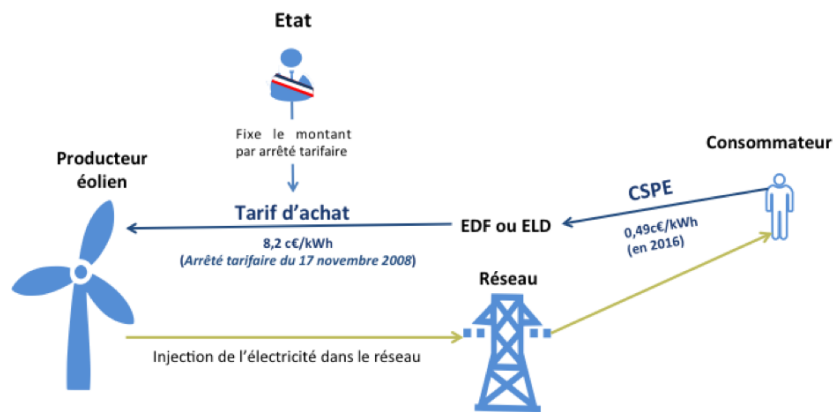 Etat
Fixe le montant
par arrêté tarifaire
Consommateur
Producteur
éolien
CSPE
Tarif d'achat
EDF ou ELD
0,49c€/kWh
(en 2016)
8,2 c€/kWh
(Arrêté tarifaire du 17 novembre 2008)
Réseau
Injection de l'électricité dans le réseau